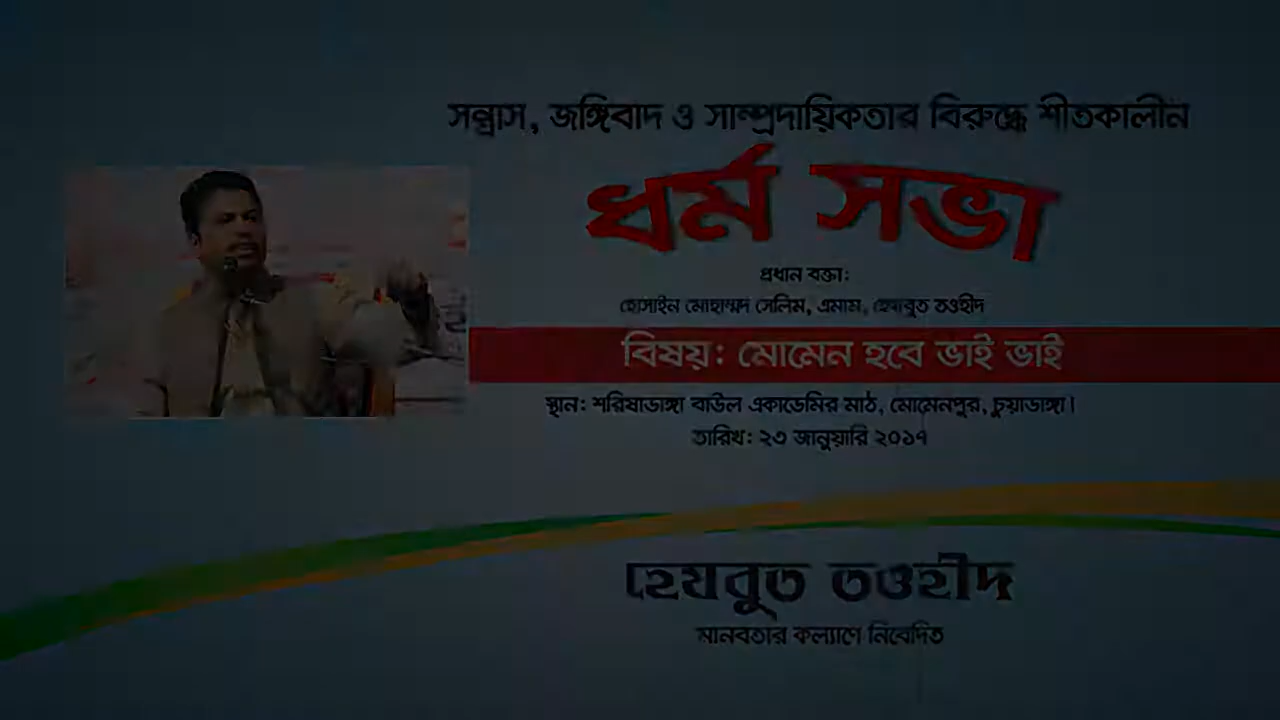 সন্ত্রাস, জঙ্গিবাদ ও সাম্প্রদায়িকতার বিরুদ্ধে শীতকালীন
ধর্ম সভা
প্রধান বক্তা:
হোসাইন মোহাম্মদ সেলিম, এমাম, হেযবুত তওহীদ
বিষয়: মোমেন হবে ভাই ভাই
স্থান: শরিষাডাঙ্গা বাউল একাডেমির মাঠ, মোমেনপুর, চুয়াডাঙ্গা।
তারিখ: ২৩ জানুয়ারি ২০১৭
হেযবুত তওহীদ
মানবতার কল্যাণে নিবেদিত